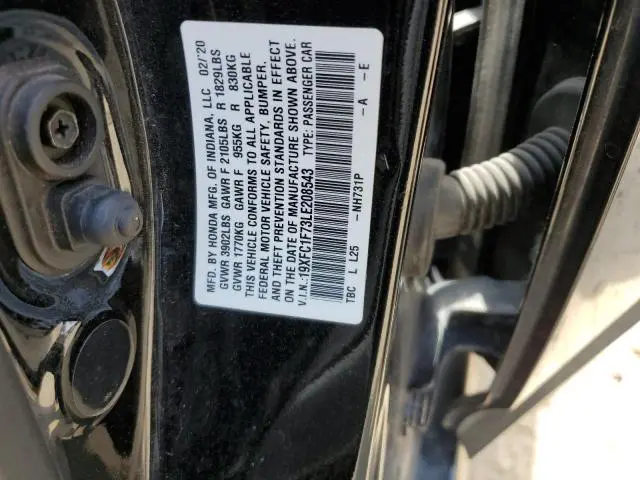 MFD. BY HONDA MFG. OF INDIANA, LLC 02/'20
GVWR 3902LBS GAWR F 2105LBS R 1829LBS
GVWR 1770KG GAWR F 955KG R 830KG
THIS VEHICLE CONFORMS TO ALL APPLICABLE
FEDERAL MOTOR VEHICLE SAFETY, BUMPER,
AND THEFT PREVENTION STANDARDS IN EFFECT
ON THE DATE OF MANUFACTURE SHOWN ABOVE.
V.I.N.:19XFC1F73LE208543 TYPE: PASSENGER CAR
TBC L L25 —NH731P —A —E